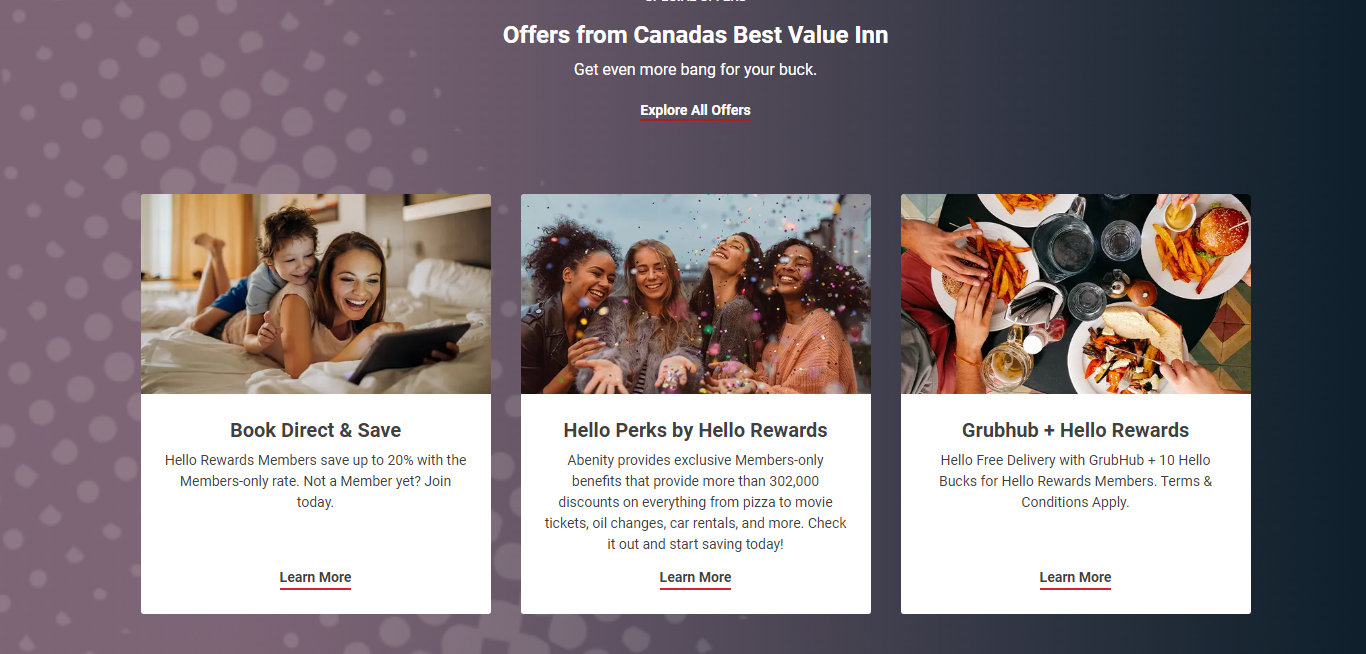 Offers from Canadas Best Value Inn
Get even more bang for your buck.
Explore All Offers
Book Direct & Save
Hello Rewards Members save up to 20% with the
Members-only rate. Not a Member yet? Join
today.
Learn More
Hello Perks by Hello Rewards
Abenity provides exclusive Members-only
benefits that provide more than 302,000
discounts on everything from pizza to movie
tickets, oil changes, car rentals, and more. Check
it out and start saving today!
Learn More
Grubhub + Hello Rewards
Hello Free Delivery with GrubHub + 10 Hello
Bucks for Hello Rewards Members. Terms &
Conditions Apply.
Learn More